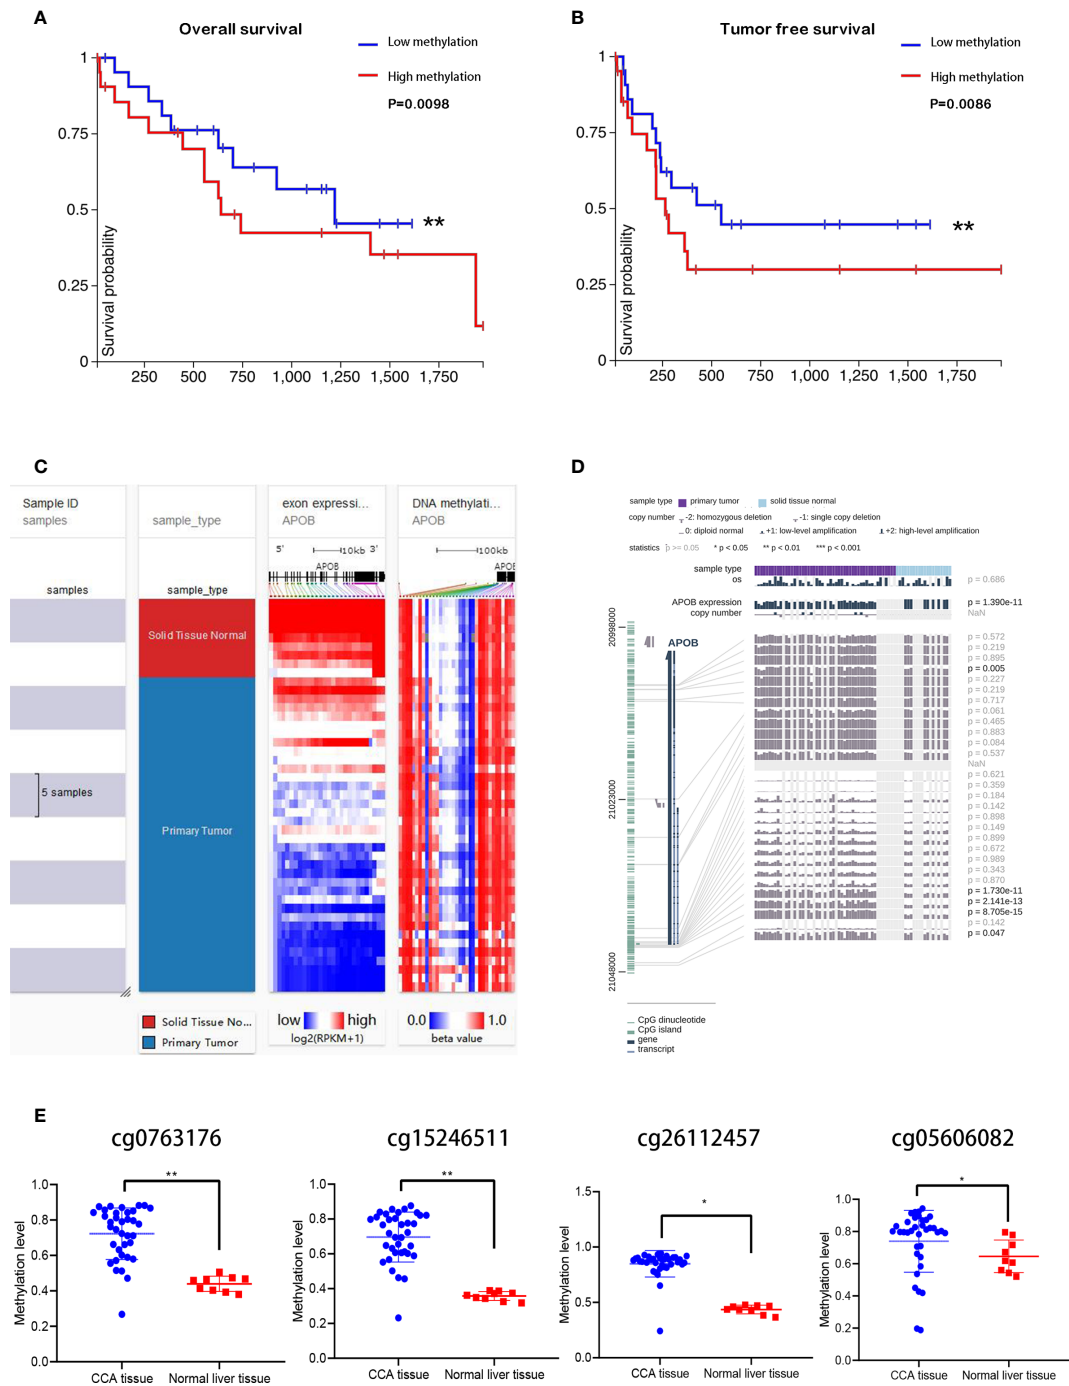 A
Overall survival
Low methylation
High methylation
P=0.0098
1
0.75
0.5
0.25
0
Survival probability
**
250 500 750 1,000 1,250 1,500 1,750
B
Tumor free survival
Low methylation
High methylation
P=0.0086
1
0.75
0.5
0.25
0
Survival probability
**
250 500 750 1,000 1,250 1,500 1,750
C
Sample ID
samples
sample_type
exon expressi...
APOB
DNA methylati...
APOB
5' 10kb 3'
APOB
100kb
samples
sample_type
Solid Tissue Normal
5 samples
Primary Tumor
Solid Tissue No...
Primary Tumor
low high
log2(RPKM+1)
0.0 1.0
beta value
D
sample type primary tumor solid tissue normal
copy number -2: homozygous deletion -1: single copy deletion
0: diploid normal +1: low-level amplification +2: high-level amplification
statistics p >= 0.05 * p < 0.05 ** p < 0.01 *** p < 0.001
sample type
os p = 0.686
APOB expression p = 1.390e-11
copy number NaN
20998000
21023000
21048000
APOB
p = 0.572
p = 0.219
p = 0.895
p = 0.005
p = 0.227
p = 0.219
p = 0.717
p = 0.061
p = 0.465
p = 0.883
p = 0.084
p = 0.537
NaN
p = 0.621
p = 0.359
p = 0.184
p = 0.142
p = 0.898
p = 0.149
p = 0.899
p = 0.672
p = 0.989
p = 0.343
p = 0.870
p = 1.730e-11
p = 2.141e-13
p = 8.705e-15
p = 0.142
p = 0.047
CpG dinucleotide
CpG island
gene
transcript
E
cg0763176
**
Methylation level
1.0
0.8
0.6
0.4
0.2
0.0
CCA tissue Normal liver tissue
cg15246511
**
Methylation level
1.0
0.8
0.6
0.4
0.2
0.0
CCA tissue Normal liver tissue
cg26112457
*
Methylation level
1.5
1.0
0.5
0.0
CCA tissue Normal liver tissue
cg05606082
*
Methylation level
1.0
0.8
0.6
0.4
0.2
0.0
CCA tissue Normal liver tissue